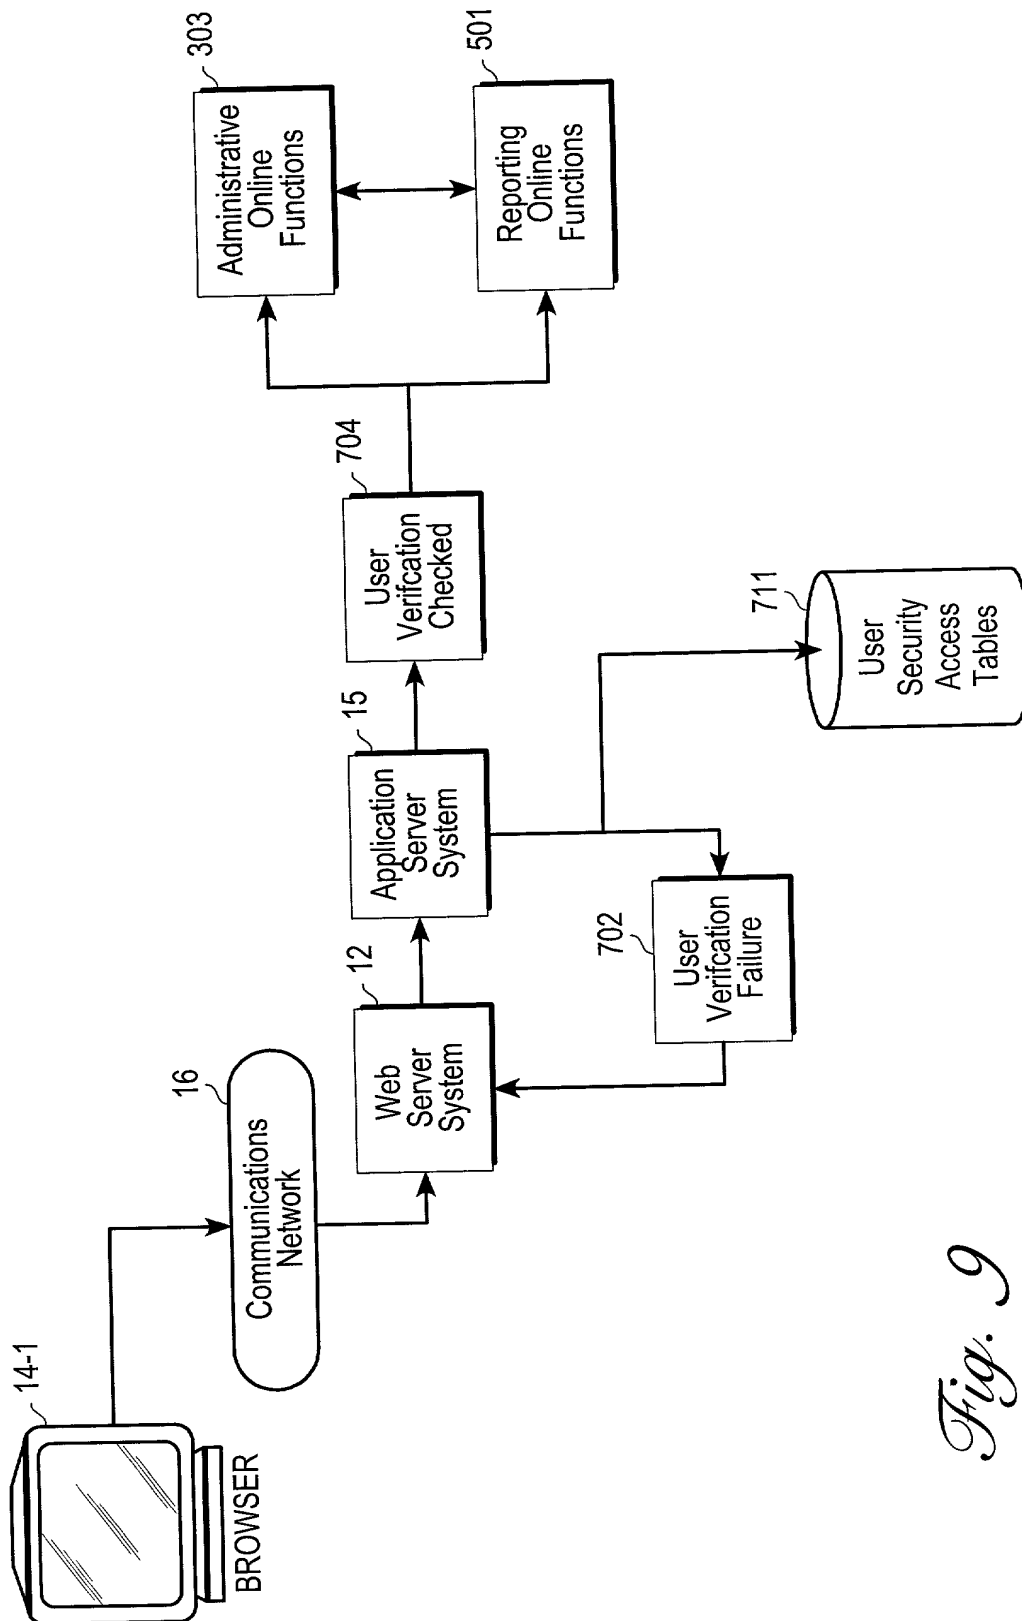 14-1
BROWSER
16
Communications
Network
12
Web
Server
System
15
Application
Server
System
704
User
Verifcation
Checked
303
Administrative
Online
Functions
501
Reporting
Online
Functions
702
User
Verifcation
Failure
711
User
Security
Access
Tables
Fig. 9